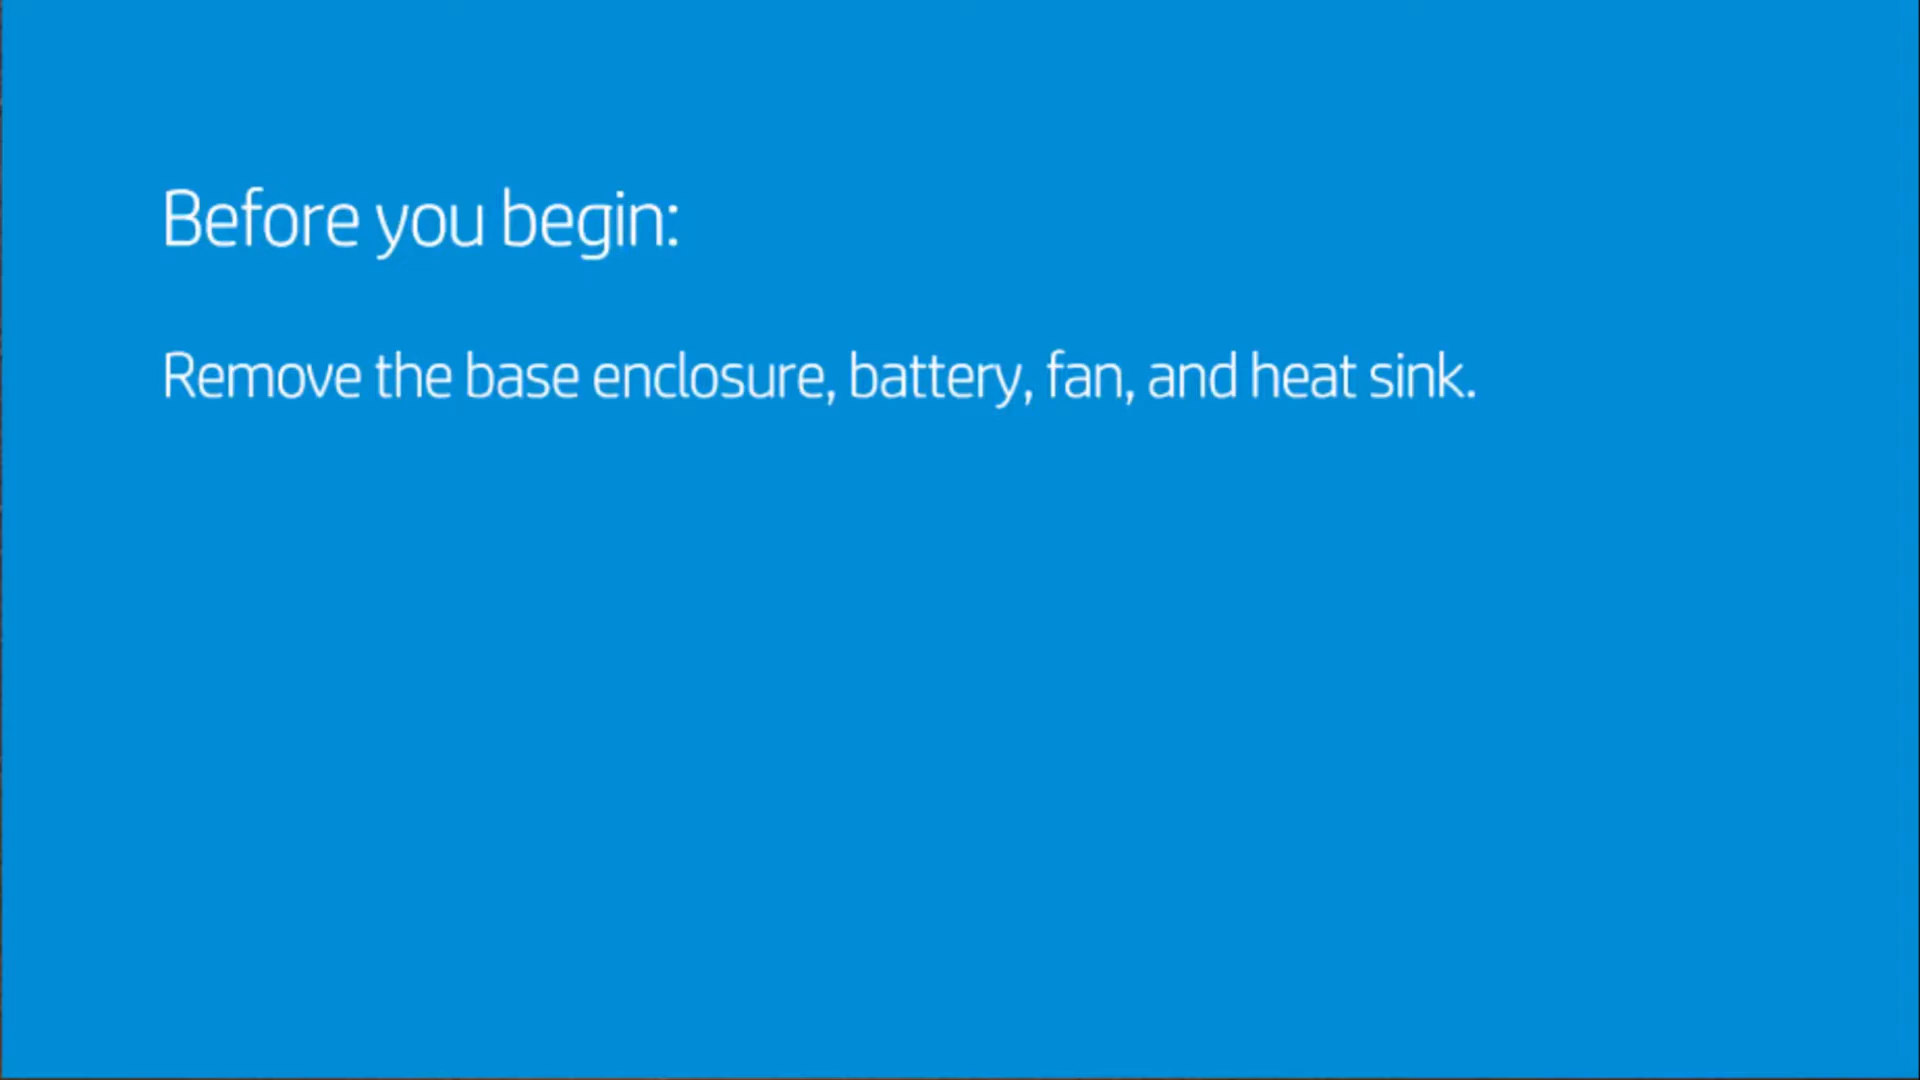 Before you begin:
Remove the base enclosure, battery, fan, and heat sink.